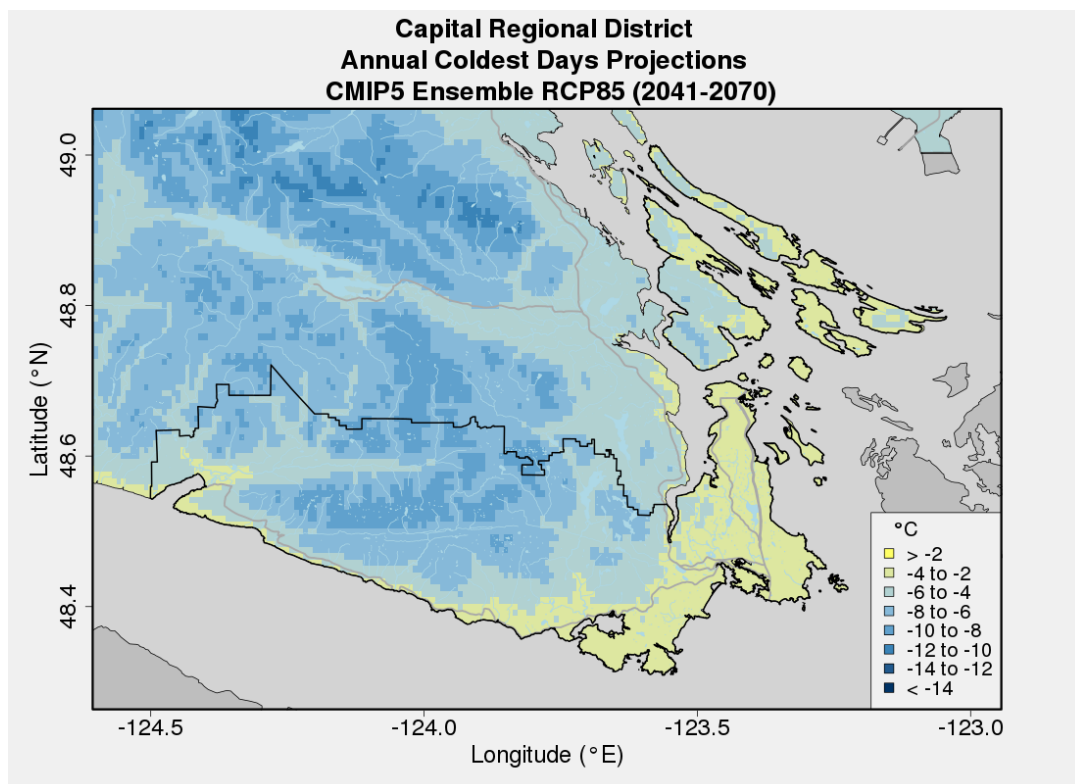 Capital Regional District
Annual Coldest Days Projections
CMIP5 Ensemble RCP85 (2041-2070)
49.0
48.8
48.6
48.4
Latitude (°N)
°C
> -2
-4 to -2
-6 to -4
-8 to -6
-10 to -8
-12 to -10
-14 to -12
< -14
-124.5
-124.0
-123.5
-123.0
Longitude (°E)